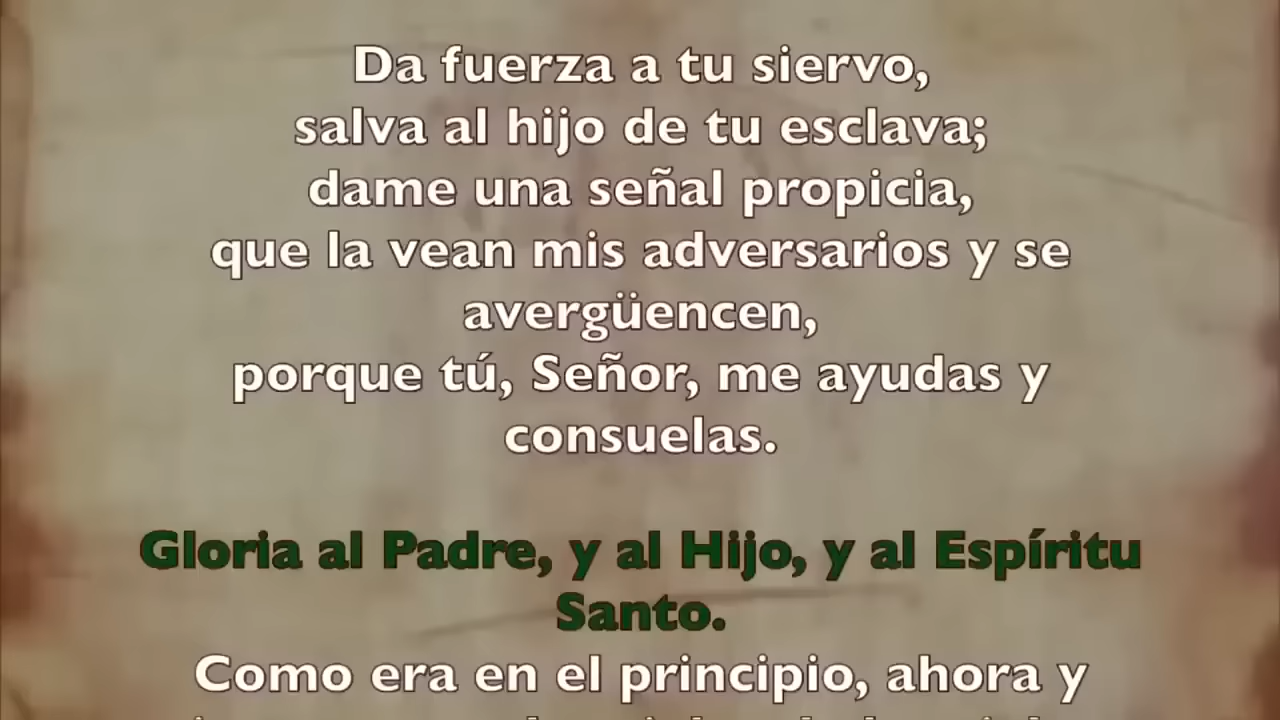 Da fuerza a tu siervo,
salva al hijo de tu esclava;
dame una señal propicia,
que la vean mis adversarios y se
avergüencen,
porque tú, Señor, me ayudas y
consuelas.
Gloria al Padre, y al Hijo, y al Espíritu
Santo.
Como era en el principio, ahora y